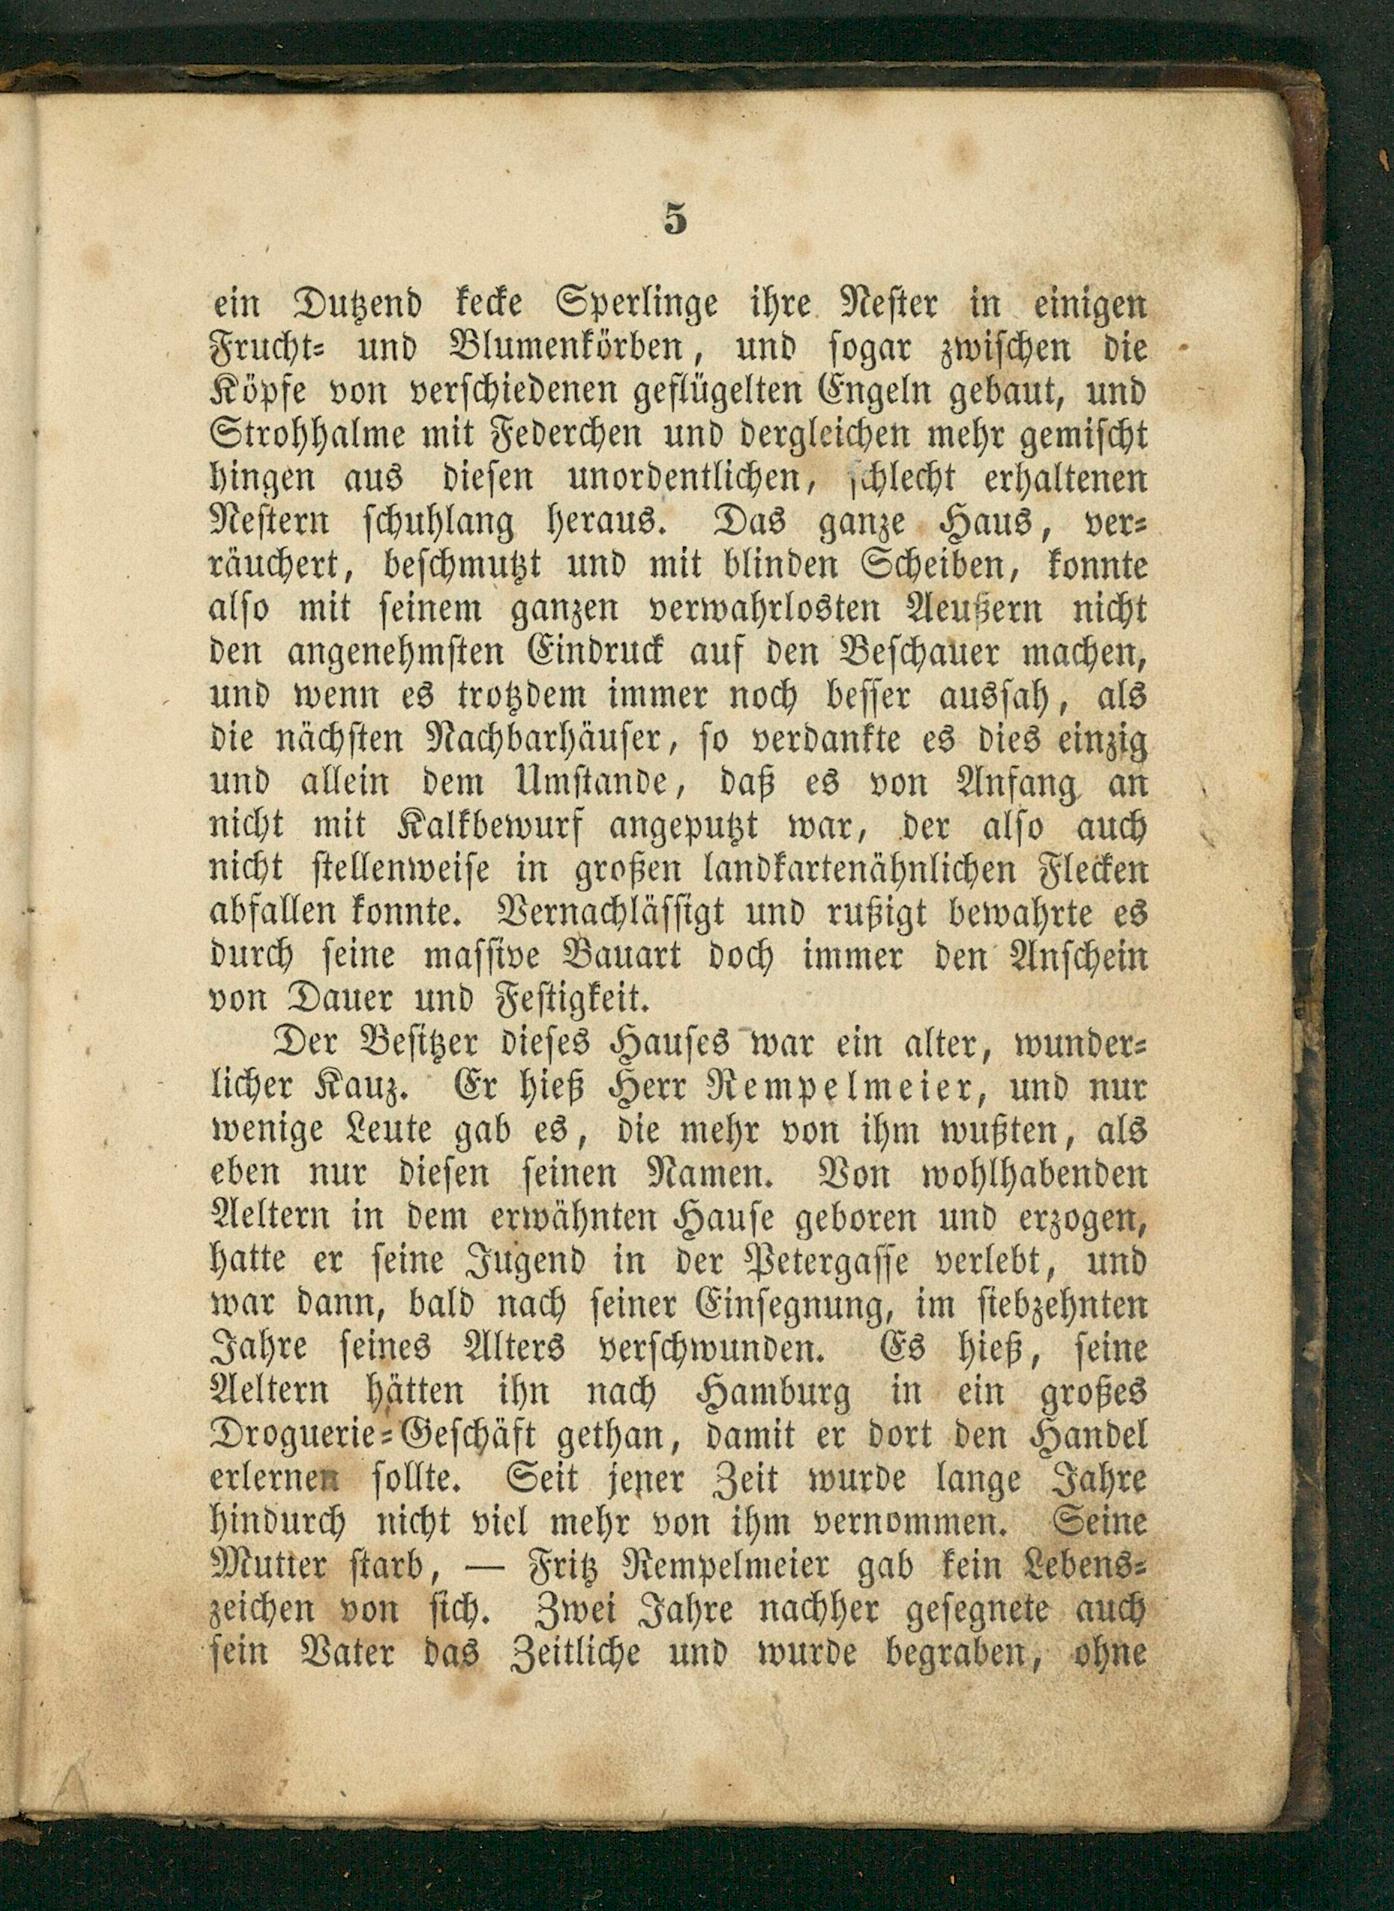 5
ein Dutzend kecke Sperlinge ihre Nester in einigen
Frucht- und Blumenkörben, und sogar zwischen die
Köpfe von verschiedenen geflügelten Engeln gebaut, und
Strohhalme mit Federchen und dergleichen mehr gemischt
hingen aus diesen unordentlichen, schlecht erhaltenen
Nestern schuhlang heraus. Das ganze Haus, ver-
räuchert, beschmutzt und mit blinden Scheiben, konnte
also mit seinem ganzen verwahrlosten Aeußern nicht
den angenehmsten Eindruck auf den Beschauer machen,
und wenn es trotzdem immer noch besser aussah, als
die nächsten Nachbarhäuser, so verdankte es dies einzig
und allein dem Umstande, daß es von Anfang an
nicht mit Kalkbewurf angeputzt war, der also auch
nicht stellenweise in großen landkartenähnlichen Flecken
abfallen konnte. Vernachlässigt und rußigt bewahrte es
durch seine massive Bauart doch immer den Anschein
von Dauer und Festigkeit.
Der Besitzer dieses Hauses war ein alter, wunder-
licher Kauz. Er hieß Herr Rempelmeier, und nur
wenige Leute gab es, die mehr von ihm wußten, als
eben nur diesen seinen Namen. Von wohlhabenden
Aeltern in dem erwähnten Hause geboren und erzogen,
hatte er seine Jugend in der Petergasse verlebt, und
war dann, bald nach seiner Einsegnung, im siebzehnten
Jahre seines Alters verschwunden. Es hieß, seine
Aeltern hätten ihn nach Hamburg in ein großes
Droguerie-Geschäft gethan, damit er dort den Handel
erlernen sollte. Seit jener Zeit wurde lange Jahre
hindurch nicht viel mehr von ihm vernommen. Seine
Mutter starb, — Fritz Rempelmeier gab kein Lebens-
zeichen von sich. Zwei Jahre nachher gesegnete auch
sein Vater das Zeitliche und wurde begraben, ohne